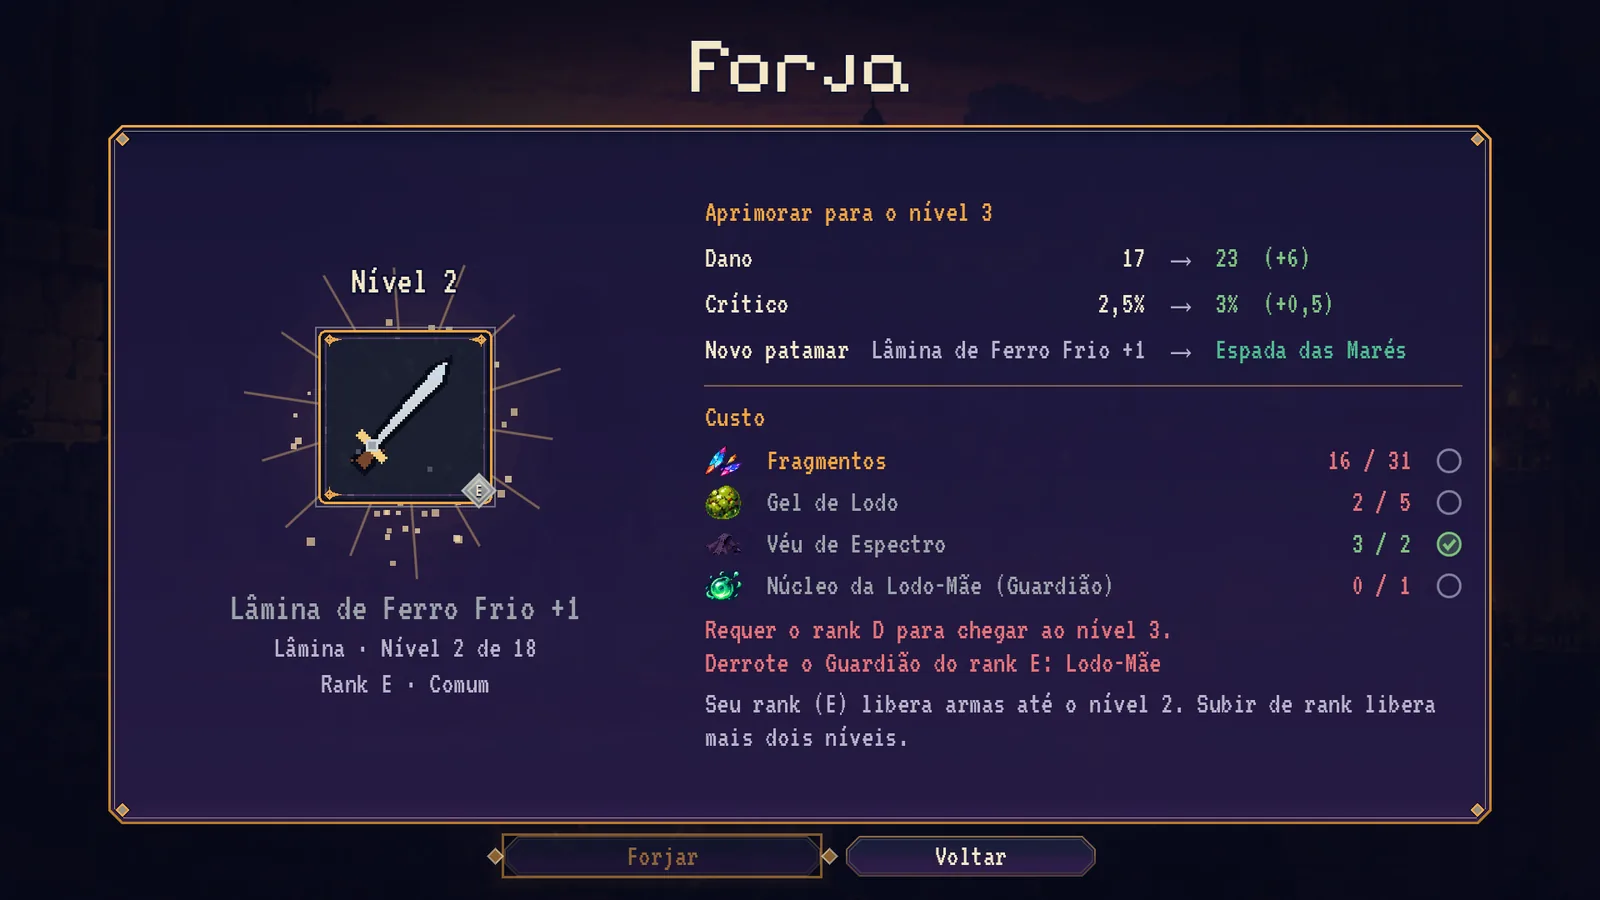 Forja
Nível 2
E
Lâmina de Ferro Frio +1
Lâmina · Nível 2 de 18
Rank E · Comum
Aprimorar para o nível 3
Dano 17 → 23 (+6)
Crítico 2,5% → 3% (+0,5)
Novo patamar Lâmina de Ferro Frio +1 → Espada das Marés
Custo
Fragmentos 16 / 31
Gel de Lodo 2 / 5
Véu de Espectro 3 / 2
Núcleo da Lodo-Mãe (Guardião) 0 / 1
Requer o rank D para chegar ao nível 3.
Derrote o Guardião do rank E: Lodo-Mãe
Seu rank (E) libera armas até o nível 2. Subir de rank libera
mais dois níveis.
Forjar
Voltar